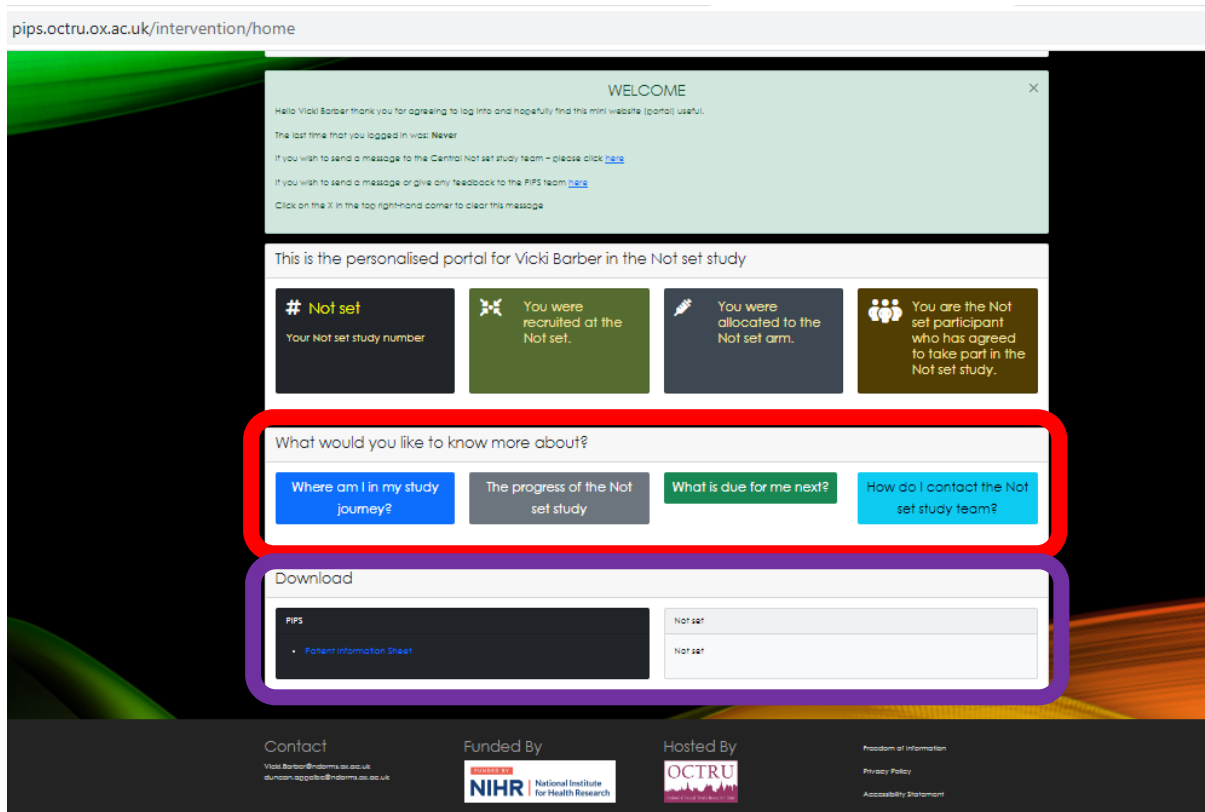 pips.octru.ox.ac.uk/intervention/home
WELCOME
×
Hello Vicki Barber thank you for agreeing to log into and hopefully find this mini website (portal) useful.
The last time that you logged in was: Never
If you wish to send a message to the Central Not set study team – please click here
If you wish to send a message or give any feedback to the PIPS team here
Click on the X in the top right-hand corner to clear this message
This is the personalised portal for Vicki Barber in the Not set study
# Not set
Your Not set study number
You were
recruited at the
Not set.
You were
allocated to the
Not set arm.
You are the Not
set participant
who has agreed
to take part in the
Not set study.
What would you like to know more about?
Where am I in my study
journey?
The progress of the Not
set study
What is due for me next?
How do I contact the Not
set study team?
Download
PIPS
• Patient Information Sheet
Not set
Not set
Contact
Vicki.Barber@ndorms.ox.ac.uk
duncan.appelbe@ndorms.ox.ac.uk
Funded By
FUNDED BY
NIHR | National Institute
for Health Research
Hosted By
OCTRU
Freedom of Information
Privacy Policy
Accessibility Statement